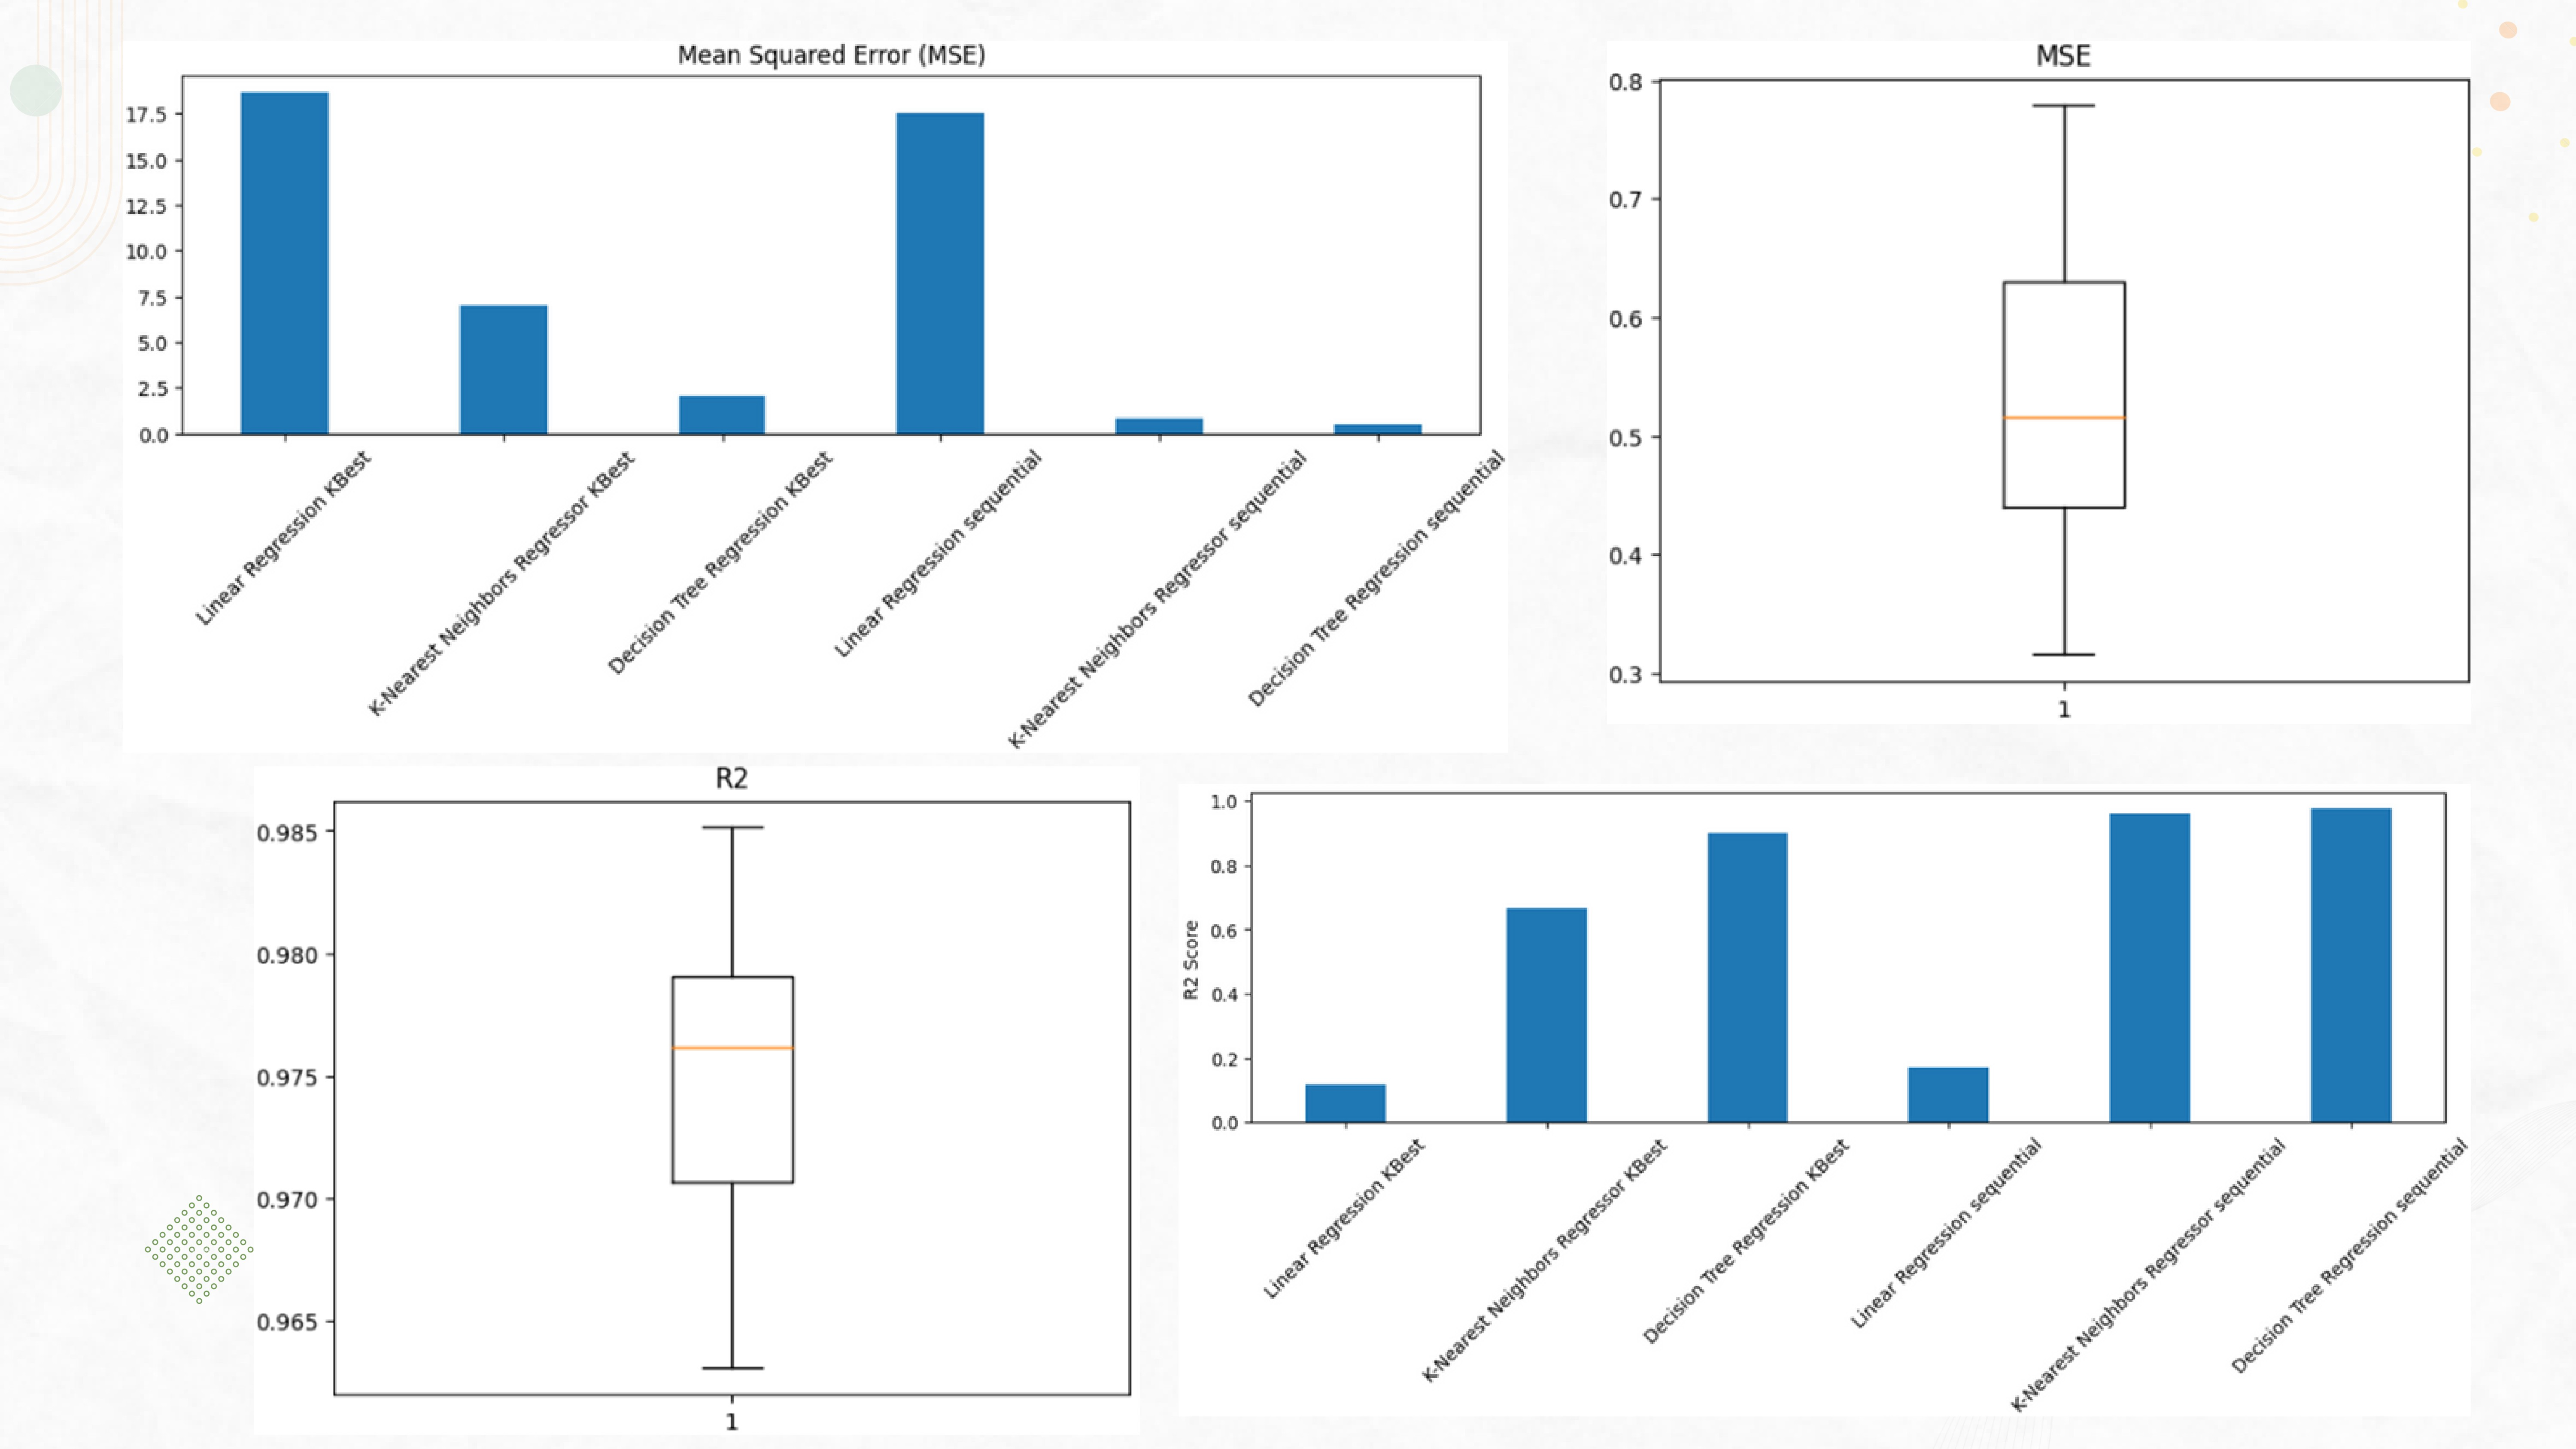 Mean Squared Error (MSE)
17.5
15.0
12.5
10.0
7.5
5.0
2.5
0.0
Linear Regression KBest
K-Nearest Neighbors Regressor KBest
Decision Tree Regression KBest
Linear Regression sequential
K-Nearest Neighbors Regressor sequential
Decision Tree Regression sequential
MSE
0.8
0.7
0.6
0.5
0.4
0.3
1
R2
0.985
0.980
0.975
0.970
0.965
1
R2 Score
1.0
0.8
0.6
0.4
0.2
0.0
Linear Regression KBest
K-Nearest Neighbors Regressor KBest
Decision Tree Regression KBest
Linear Regression sequential
K-Nearest Neighbors Regressor sequential
Decision Tree Regression sequential